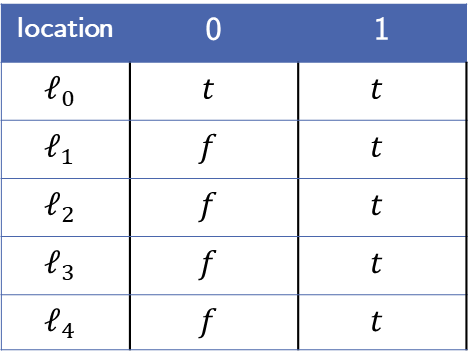 location 0 1
ℓ₀ t t
ℓ₁ f t
ℓ₂ f t
ℓ₃ f t
ℓ₄ f t